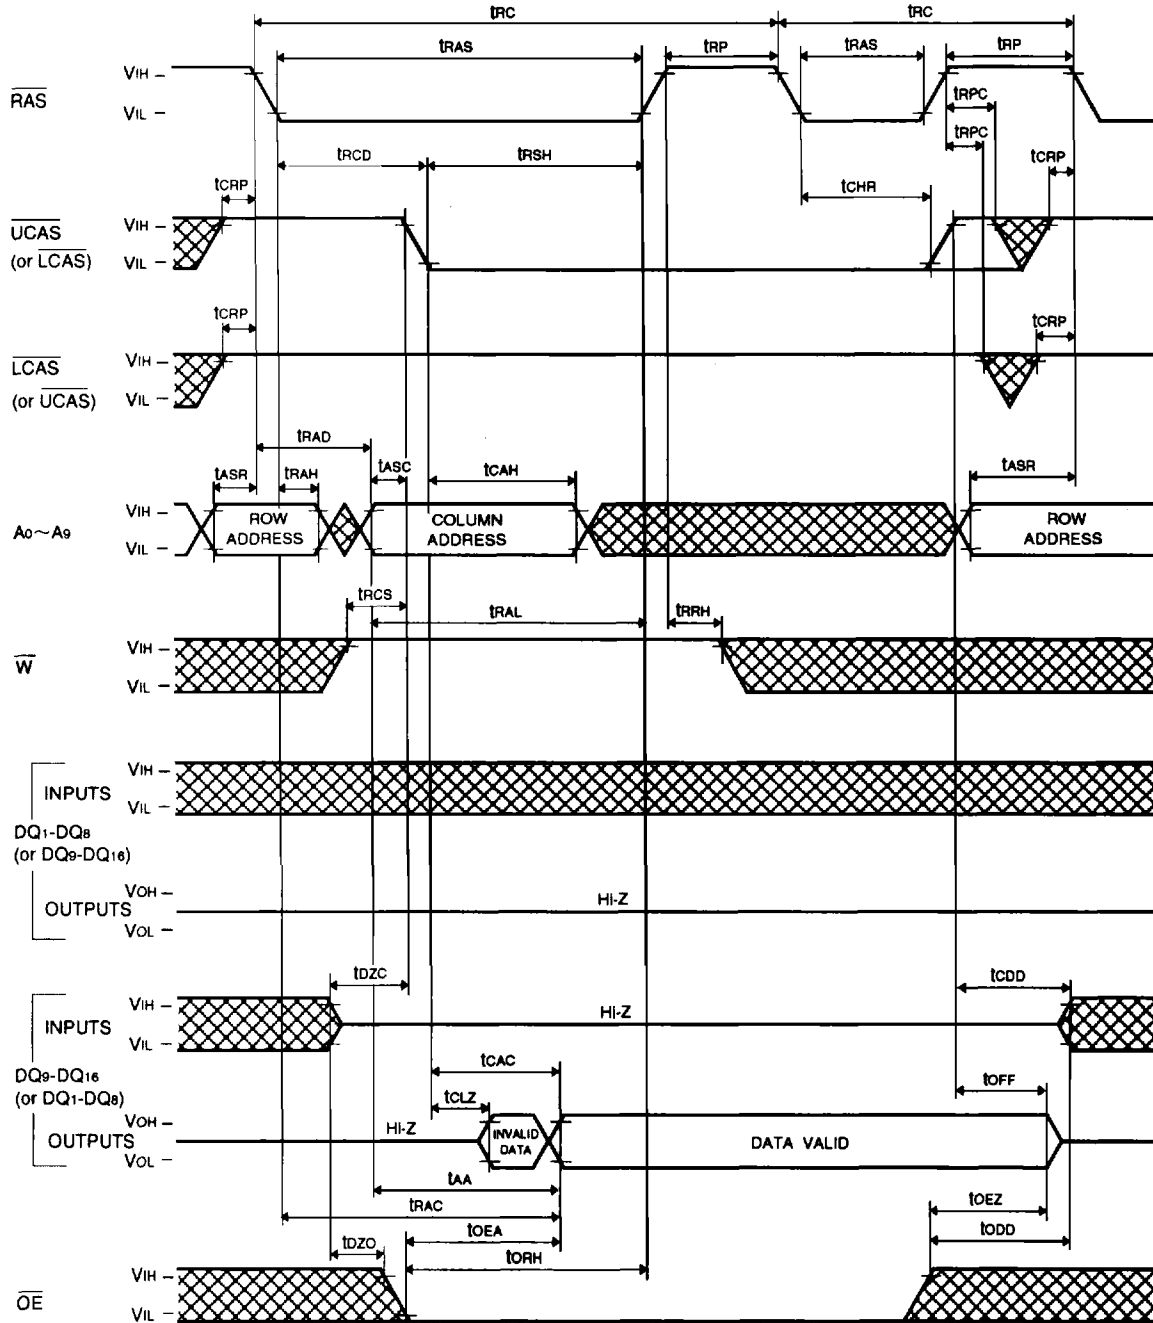 tRC tRC
tRAS tRP tRAS tRP
RAS VIH VIL
tRPC
tRPC
tRCD tRSH
tCRP tCHR tCRP
UCAS VIH
(or LCAS) VIL
tCRP tCRP
LCAS VIH
(or UCAS) VIL
tRAD
tASR tRAH tASC tCAH tASR
A0~A9 VIH VIL
ROW ADDRESS COLUMN ADDRESS ROW ADDRESS
tRCS tRAL tRRH
W VIH VIL
INPUTS VIH VIL
DQ1-DQ8
(or DQ9-DQ16)
OUTPUTS VOH VOL
Hi-Z
tDZC tCDD
INPUTS VIH VIL
Hi-Z
DQ9-DQ16
(or DQ1-DQ8)
tCAC tOFF
tCLZ
OUTPUTS VOH VOL
Hi-Z INVALID DATA DATA VALID
tAA
tRAC tOEZ
tOEA tODD
tDZO tORH
OE VIH VIL